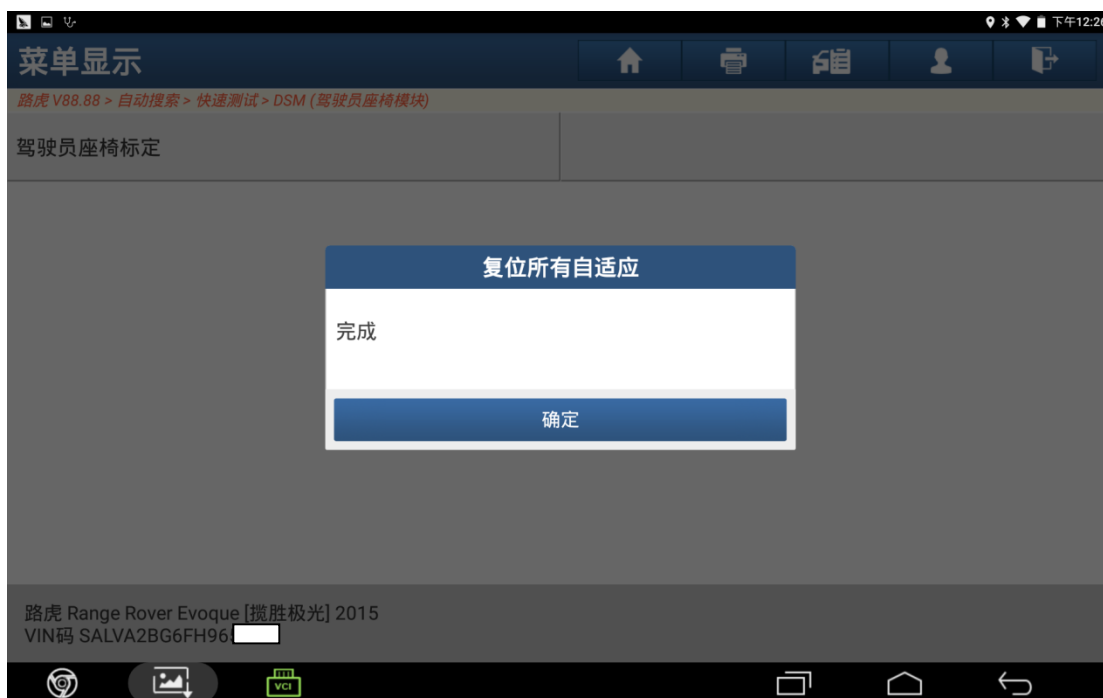 下午12:26
菜单显示
路虎 V88.88 > 自动搜索 > 快速测试 > DSM (驾驶员座椅模块)
驾驶员座椅标定
复位所有自适应
完成
确定
路虎 Range Rover Evoque [揽胜极光] 2015
VIN码 SALVA2BG6FH96
VCI